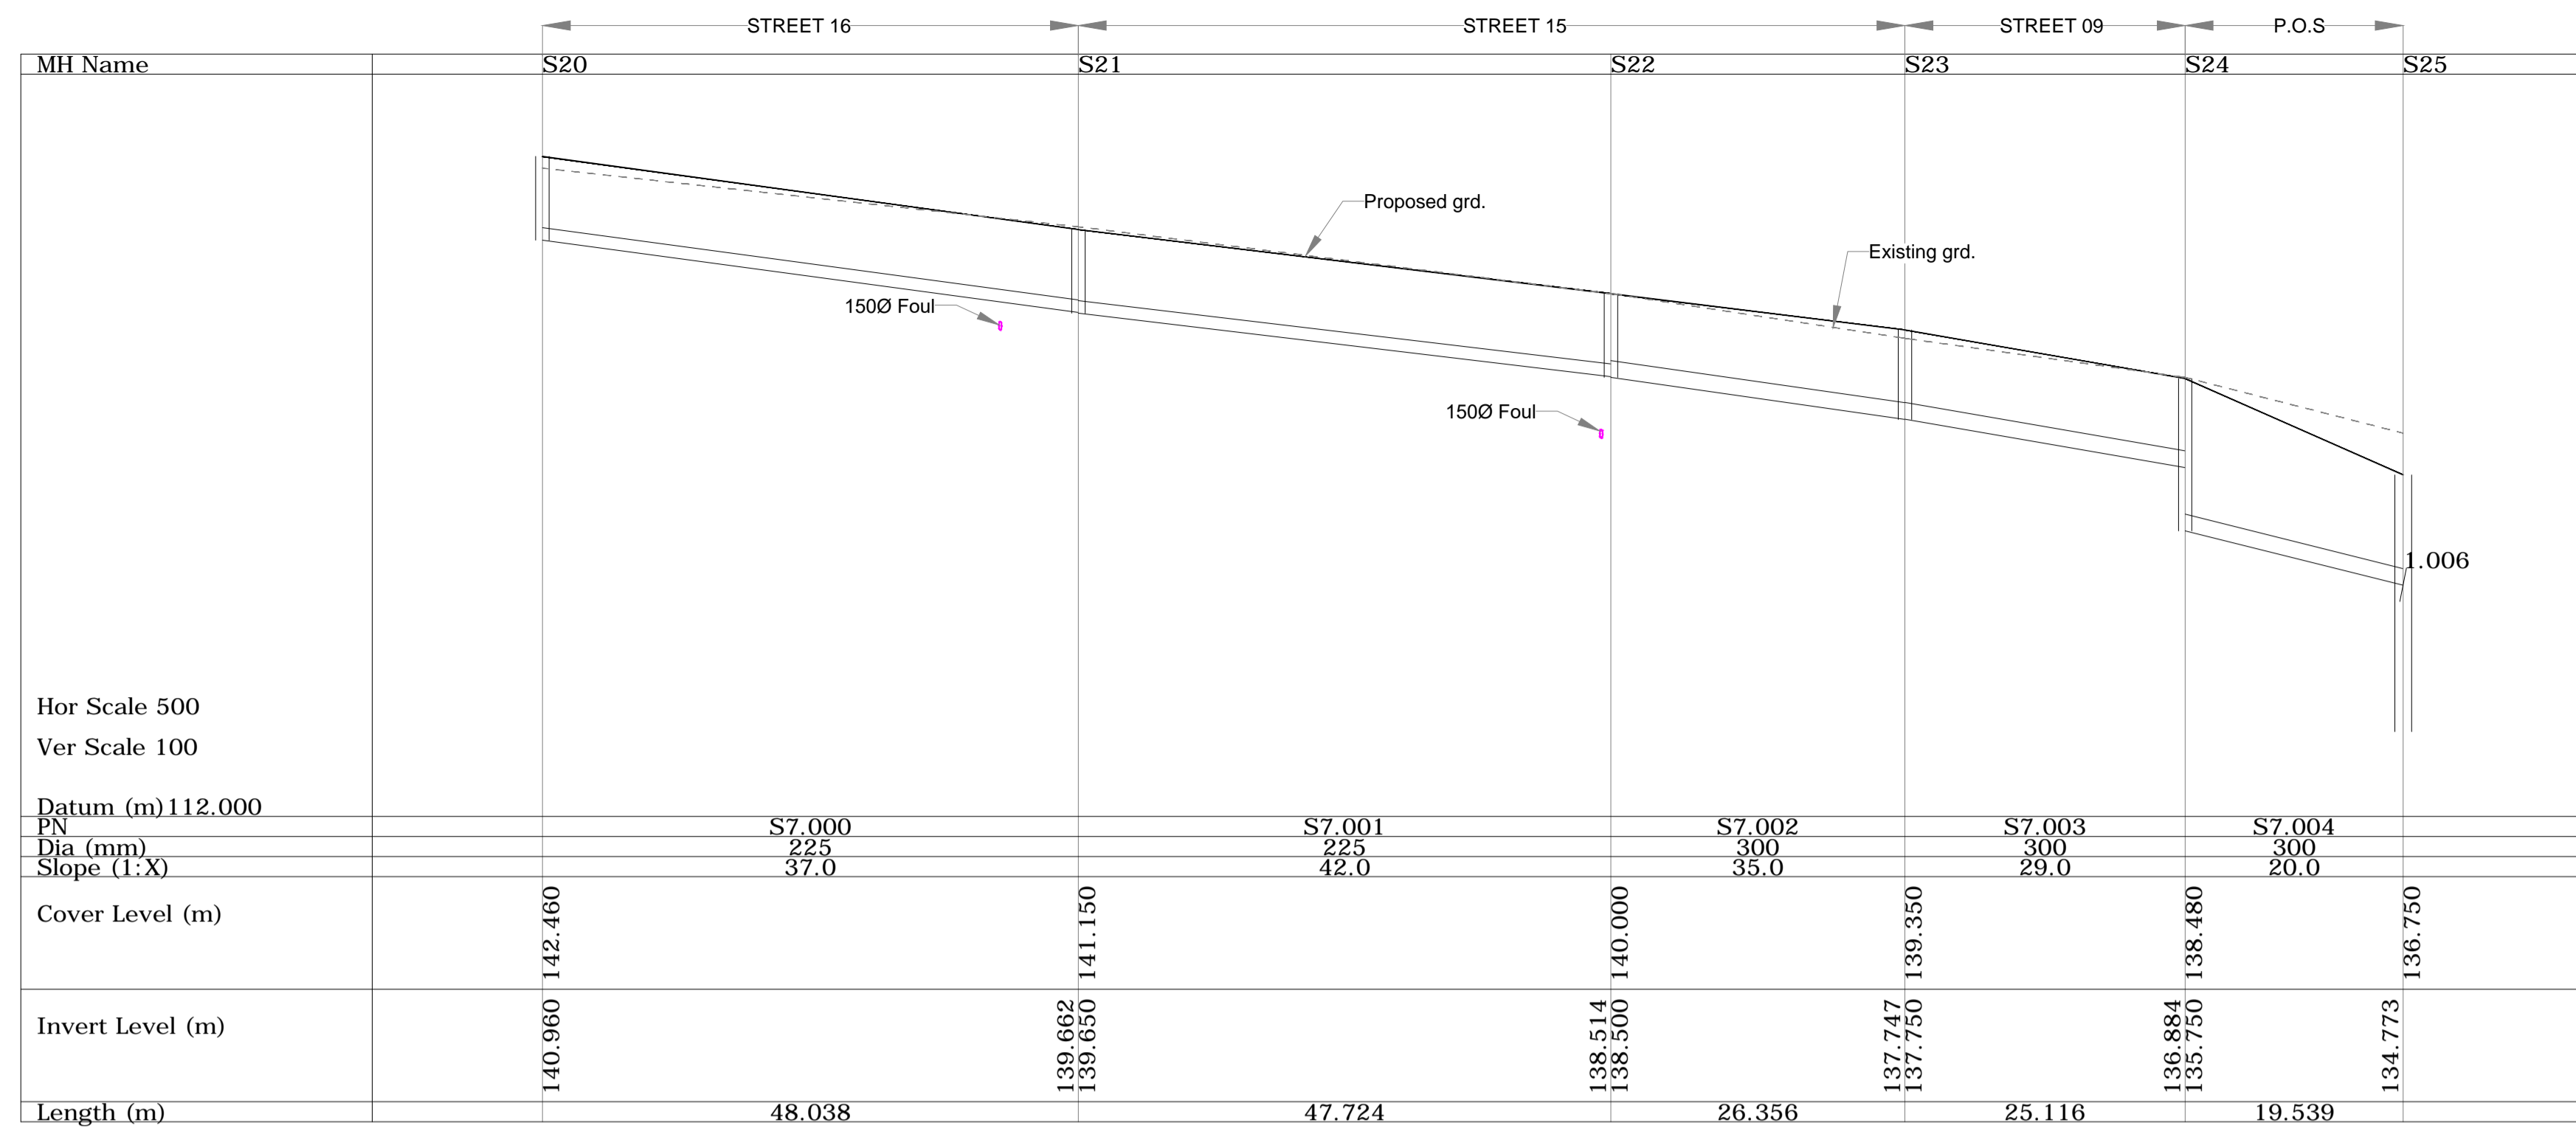 STREET 16 STREET 15 STREET 09 P.O.S
MH Name S20 S21 S22 S23 S24 S25
Proposed grd.
Existing grd.
150Ø Foul
150Ø Foul
1.006
Hor Scale 500
Ver Scale 100
Datum (m)112.000
PN S7.000 S7.001 S7.002 S7.003 S7.004
Dia (mm) 225 225 300 300 300
Slope (1:X) 37.0 42.0 35.0 29.0 20.0
Cover Level (m) 142.460 141.150 140.000 139.350 138.480 136.750
Invert Level (m) 140.960 139.662 139.650 138.514 138.500 137.747 137.750 136.884 135.750 134.773
Length (m) 48.038 47.724 26.356 25.116 19.539